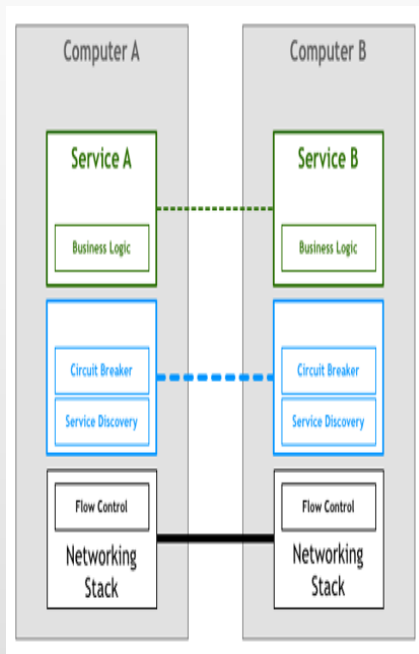 Computer A
Computer B
Service A
Service B
Business Logic
Business Logic
Circuit Breaker
Circuit Breaker
Service Discovery
Service Discovery
Flow Control
Flow Control
Networking
Stack
Networking
Stack